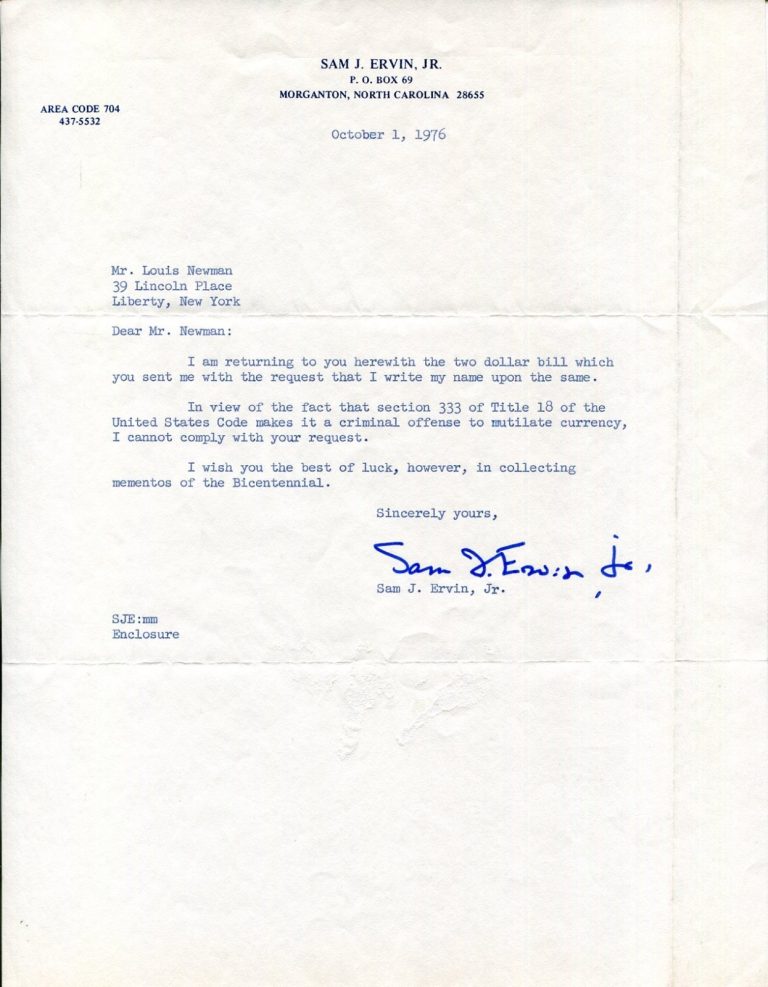 SAM J. ERVIN, JR.
P. O. BOX 69
MORGANTON, NORTH CAROLINA 28655
AREA CODE 704
437-5532
October 1, 1976
Mr. Louis Newman
39 Lincoln Place
Liberty, New York
Dear Mr. Newman:
I am returning to you herewith the two dollar bill which
you sent me with the request that I write my name upon the same.
In view of the fact that section 333 of Title 18 of the
United States Code makes it a criminal offense to mutilate currency,
I cannot comply with your request.
I wish you the best of luck, however, in collecting
mementos of the Bicentennial.
Sincerely yours,
Sam J. Ervin Jr.
Sam J. Ervin, Jr.
SJE:mm
Enclosure